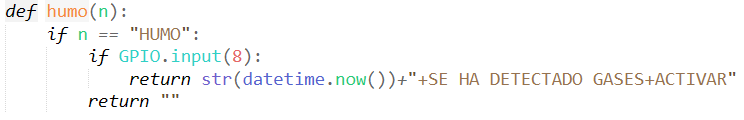 def humo(n):
    if n == "HUMO":
        if GPIO.input(8):
            return str(datetime.now())+"+SE HA DETECTADO GASES+ACTIVAR"
        return ""